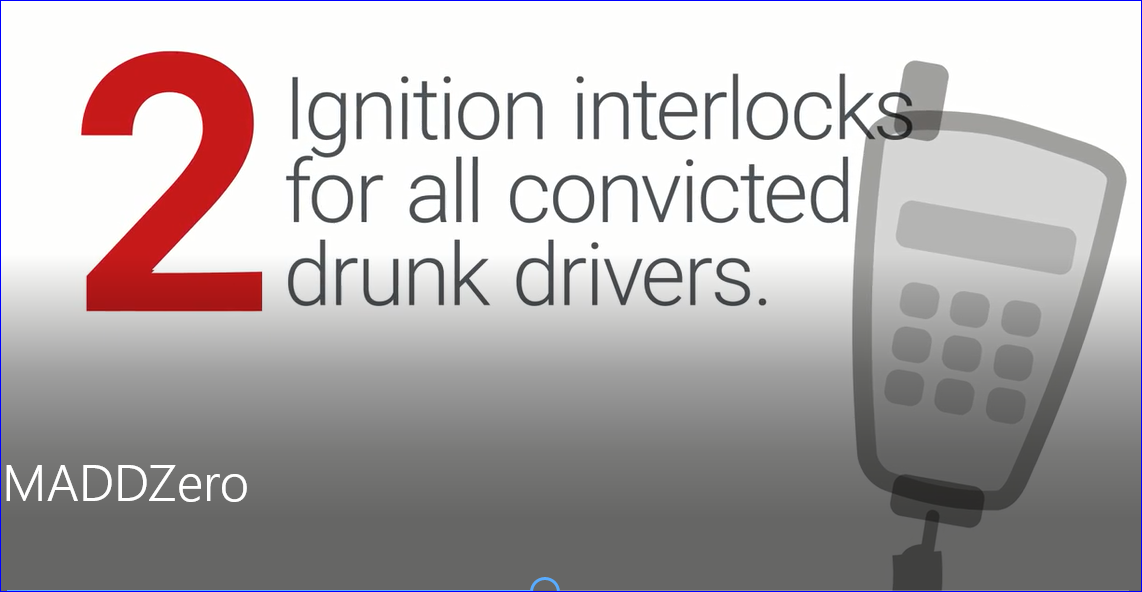 2
Ignition interlocks
for all convicted
drunk drivers.
MADDZero